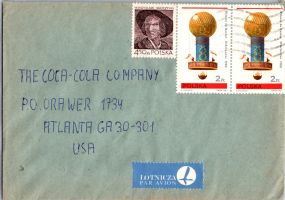 4.10 ZŁ POLSKA
2 ZŁ
2 ZŁ
POLSKA
POLSKA
THE COCA-COLA COMPANY
P.O. DRAWER 1734
ATLANTA GA 30-301
USA
LOTNICZA
PAR AVION